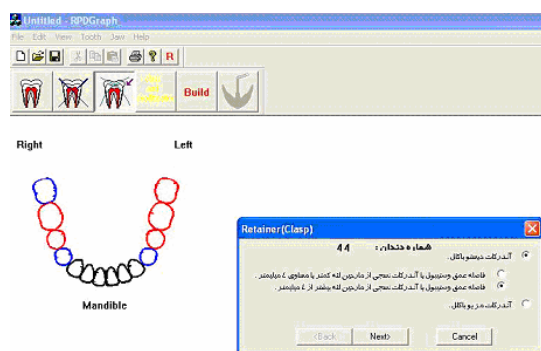 Untitled - RPDGraph
File Edit View Tooth Jaw Help
R
Build
Right Left
Mandible
Retainer(Clasp)
شماره دندان : 44
آندرکات دیستوباکال.
فاصله عمق وستیبول یا آندرکات نسجی از مارجین لثه کمتر یا مساوی ٤ میلیمتر.
فاصله عمق وستیبول یا آندرکات نسجی از مارجین لثه بیشتر از ٤ میلیمتر.
آندرکات مزیوباکال.
<Back Next> Cancel